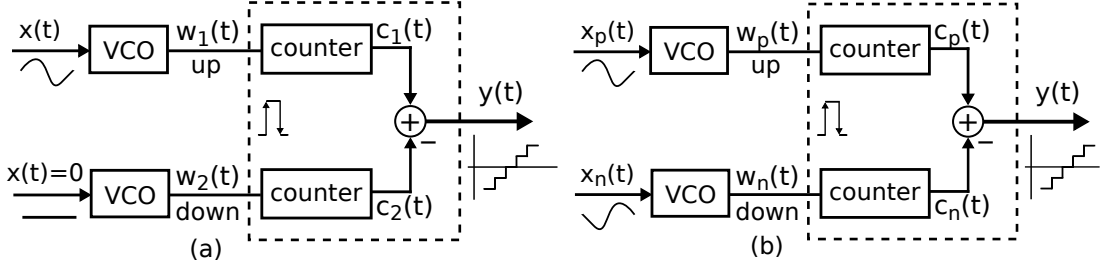 x(t)
VCO
w₁(t)
up
counter
c₁(t)
+
−
y(t)
x(t)=0
VCO
w₂(t)
down
counter
c₂(t)
(a)
xₚ(t)
VCO
wₚ(t)
up
counter
cₚ(t)
+
−
y(t)
xₙ(t)
VCO
wₙ(t)
down
counter
cₙ(t)
(b)